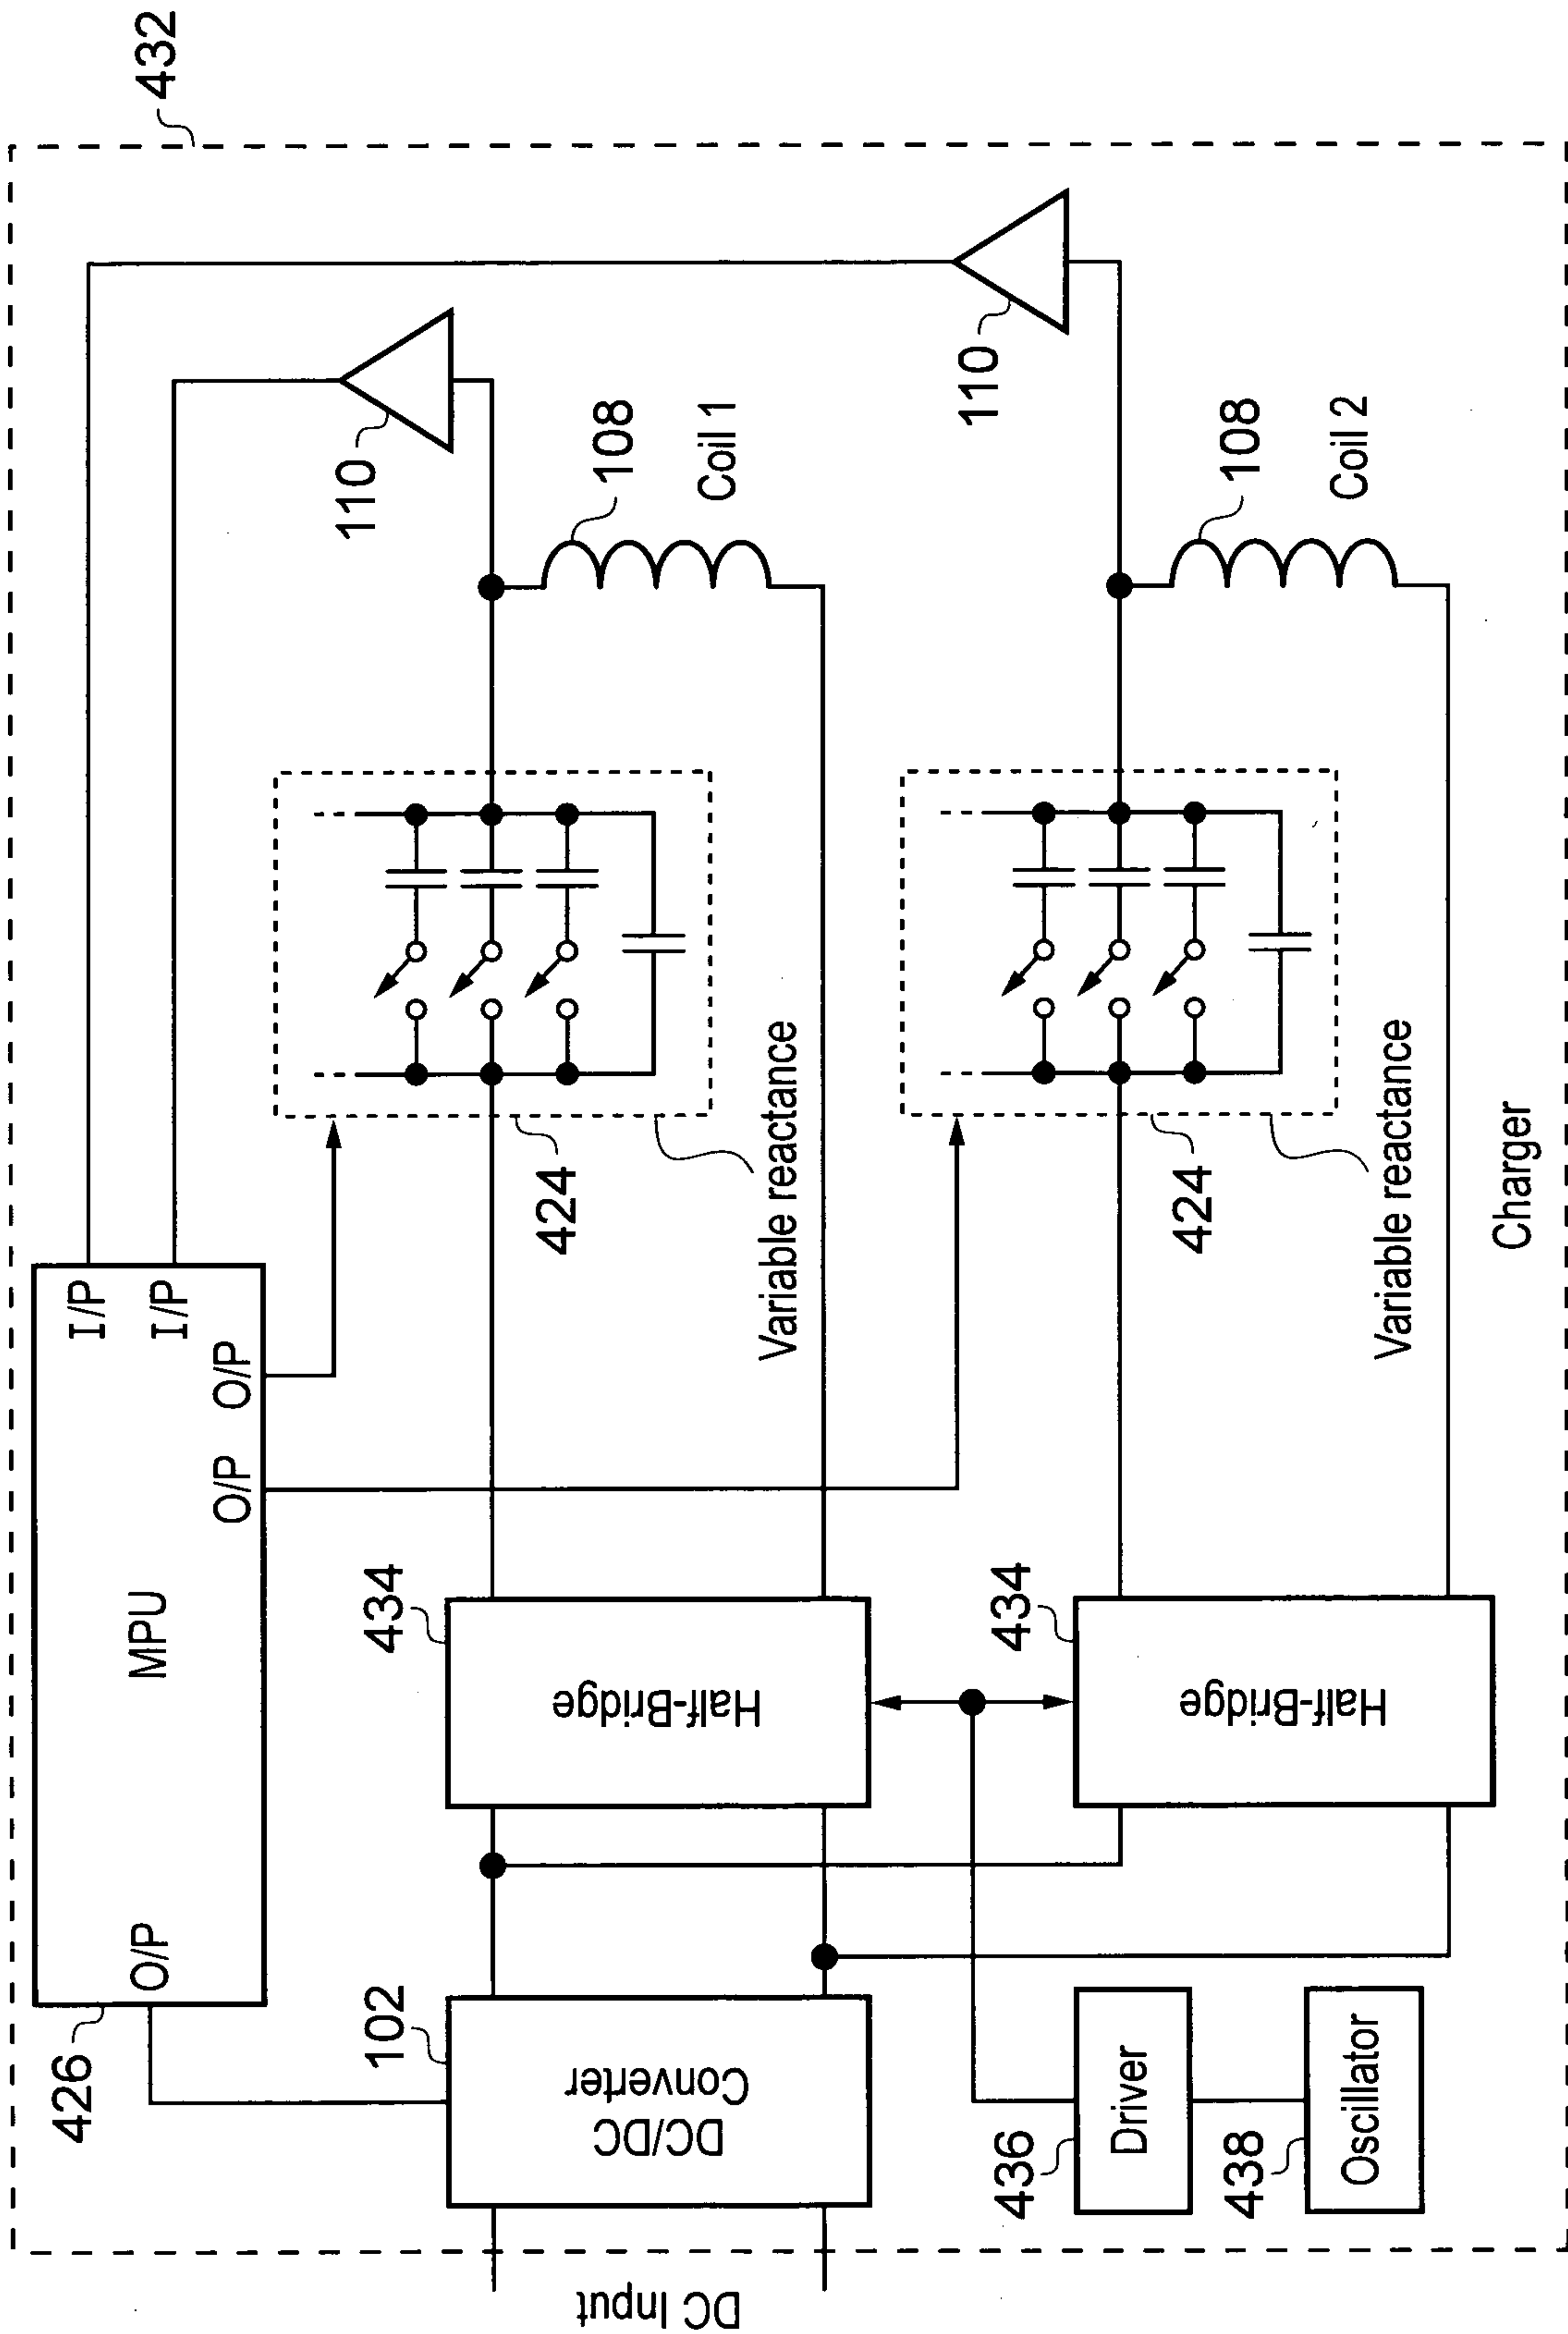 432
MPU
I/P
I/P
O/P
O/P
O/P
426
110
110
108
Coil 1
108
Coil 2
424
Variable reactance
424
Variable reactance
434
Half-Bridge
434
Half-Bridge
102
DC/DC
Converter
DC Input
436
Driver
438
Oscillator
Charger